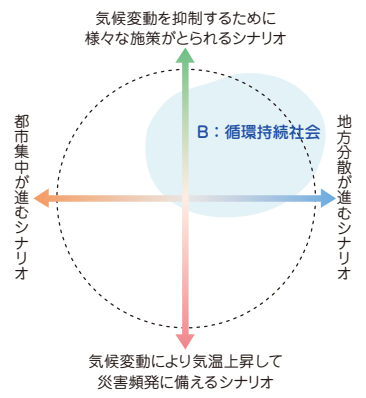 気候変動を抑制するために
様々な施策がとられるシナリオ
B：循環持続社会
都市集中が進むシナリオ
地方分散が進むシナリオ
気候変動により気温上昇して
災害頻発に備えるシナリオ